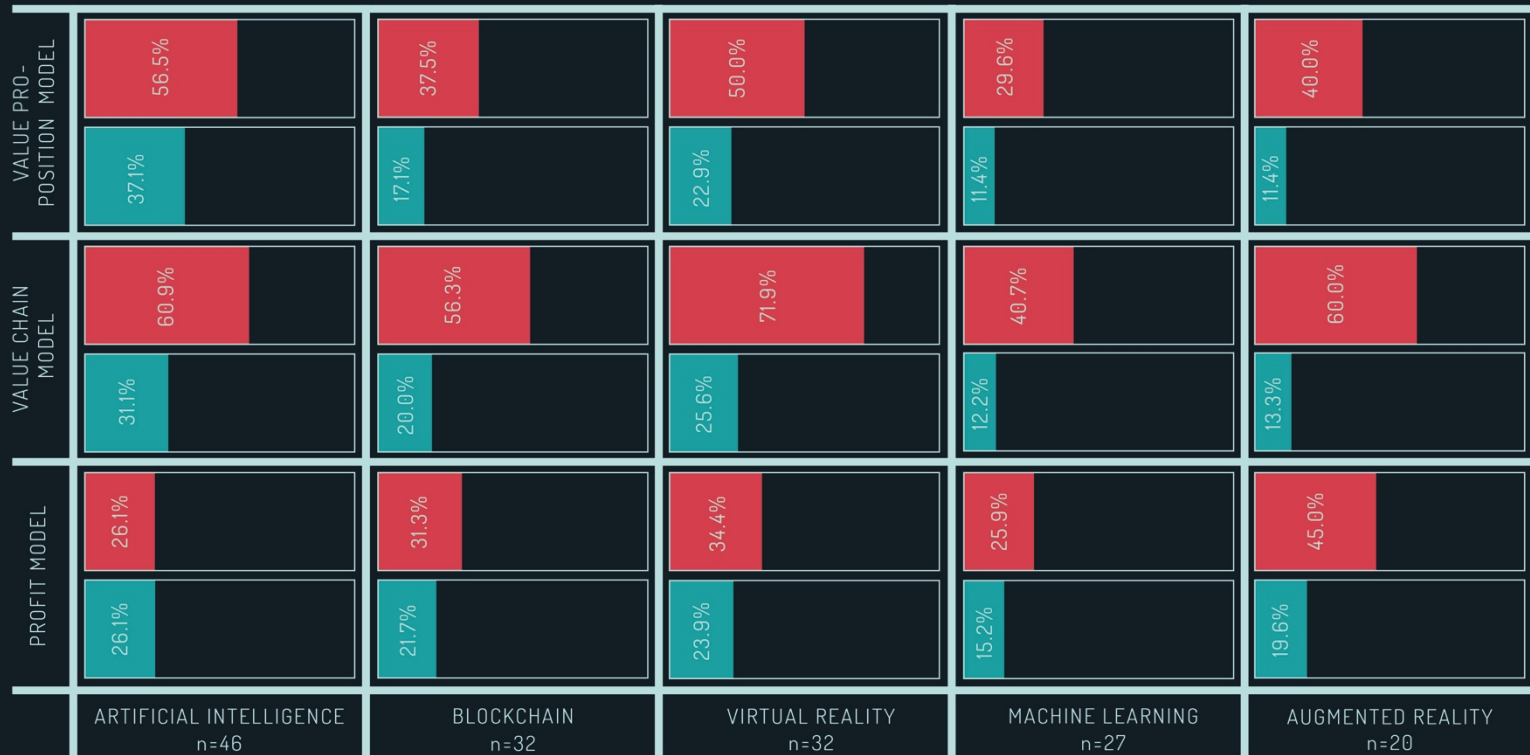 VALUE PRO-
POSITION MODEL
56.5%
37.5%
50.0%
29.6%
40.0%
37.1%
17.1%
22.9%
11.4%
11.4%
VALUE CHAIN
MODEL
60.9%
56.3%
71.9%
40.7%
60.0%
31.1%
20.0%
25.6%
12.2%
13.3%
PROFIT MODEL
26.1%
31.3%
34.4%
25.9%
45.0%
26.1%
21.7%
23.9%
15.2%
19.6%
ARTIFICIAL INTELLIGENCE
n=46
BLOCKCHAIN
n=32
VIRTUAL REALITY
n=32
MACHINE LEARNING
n=27
AUGMENTED REALITY
n=20